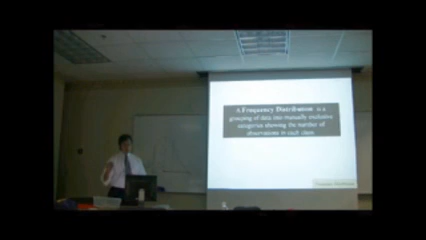 A Frequency Distribution is a
grouping of data into mutually exclusive
categories showing the number of
observations in each class.